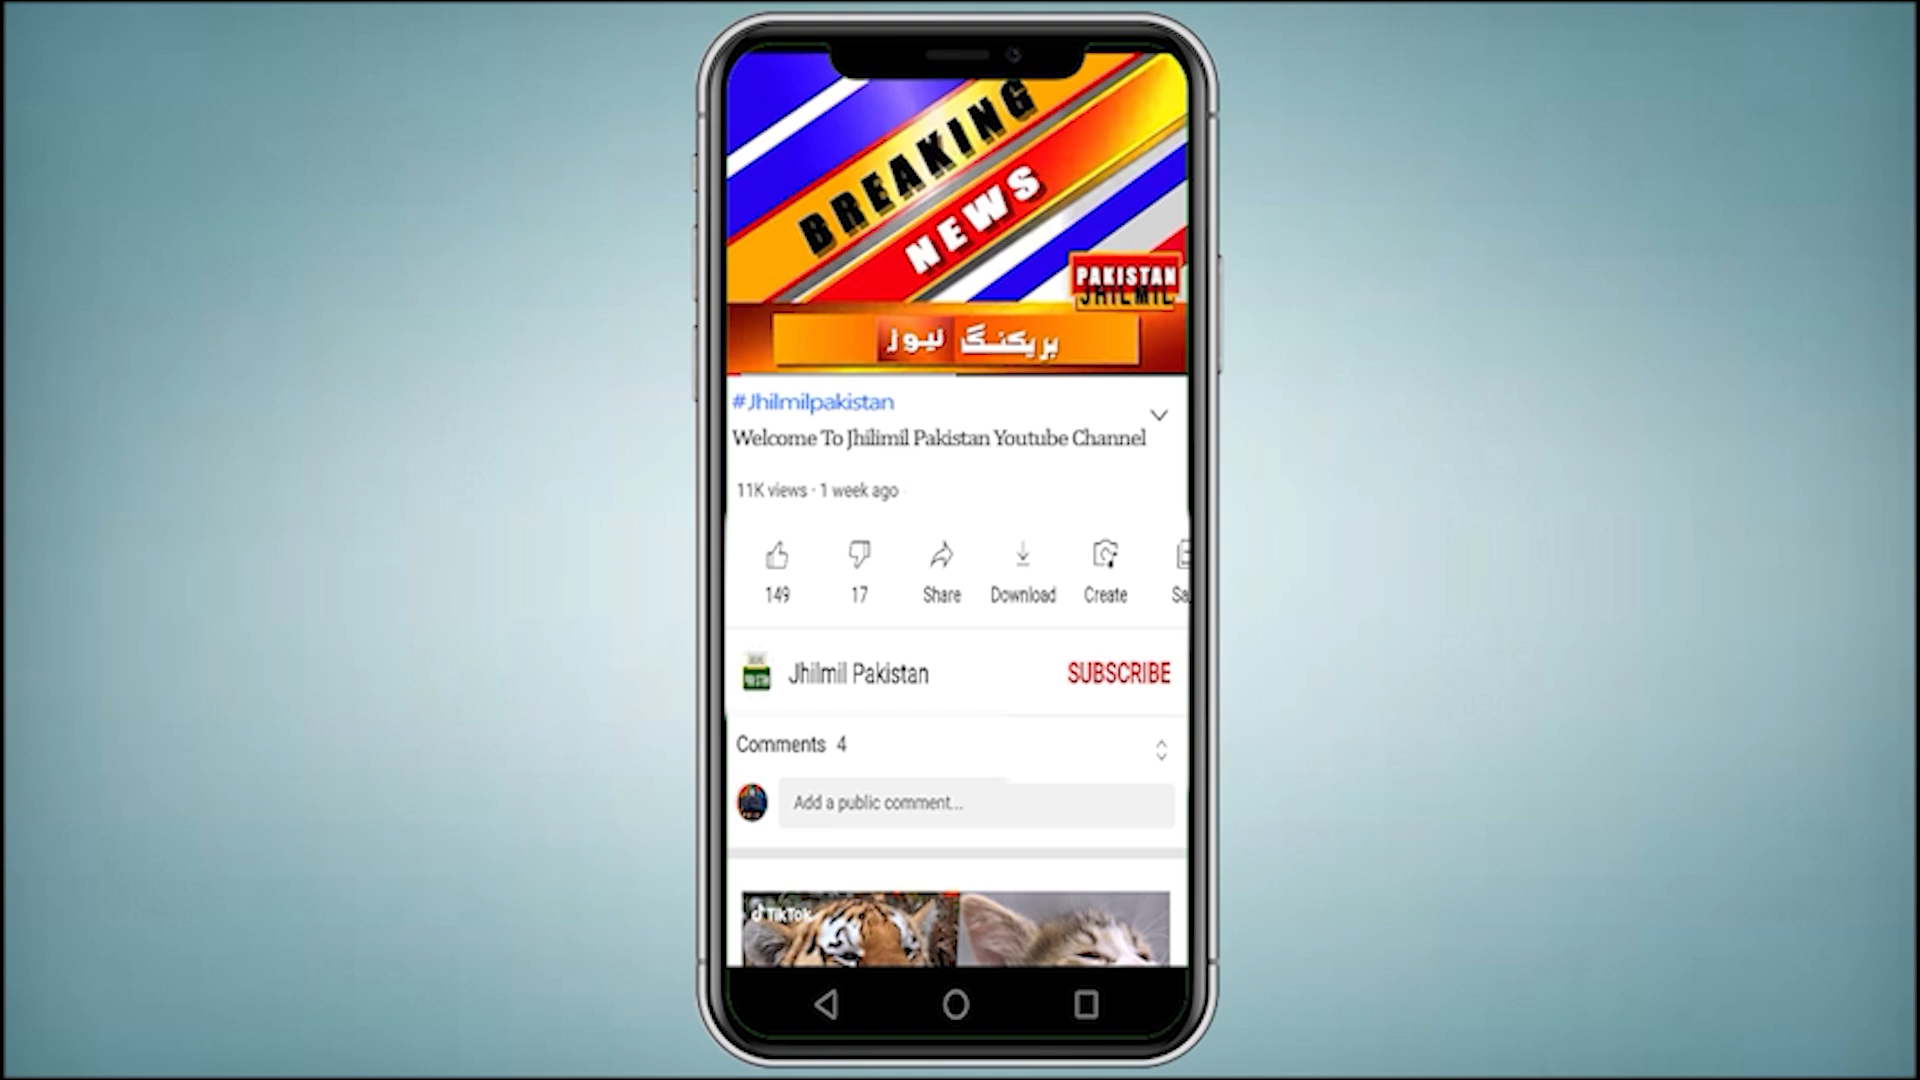 BREAKING
NEWS
PAKISTAN
JHILMIL
بریکنگ نیوز
#Jhilmilpakistan
Welcome To Jhilimil Pakistan Youtube Channel
11K views · 1 week ago
149 17 Share Download Create Sa
Jhilmil Pakistan SUBSCRIBE
Comments 4
Add a public comment...
TikTok